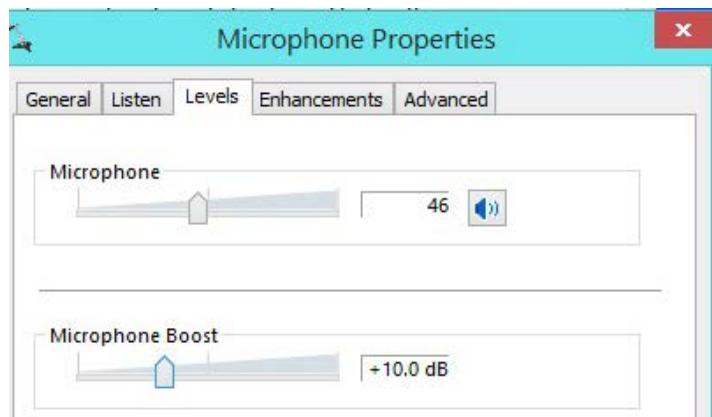 Microphone Properties
General Listen Levels Enhancements Advanced
Microphone
46
Microphone Boost
+10.0 dB